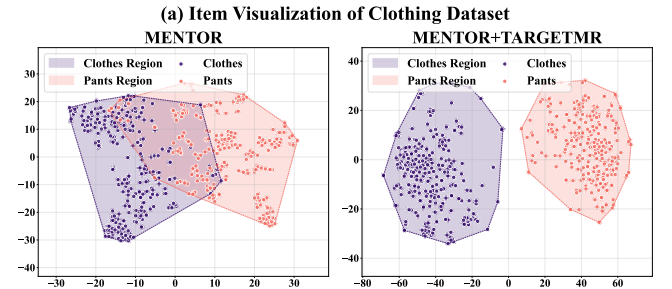 (a) Item Visualization of Clothing Dataset
MENTOR
Clothes Region Clothes
Pants Region Pants
30
20
10
0
−10
−20
−30
−40
−30 −20 −10 0 10 20 30
MENTOR+TARGETMR
Clothes Region Clothes
Pants Region Pants
40
20
0
−20
−40
−80 −60 −40 −20 0 20 40 60